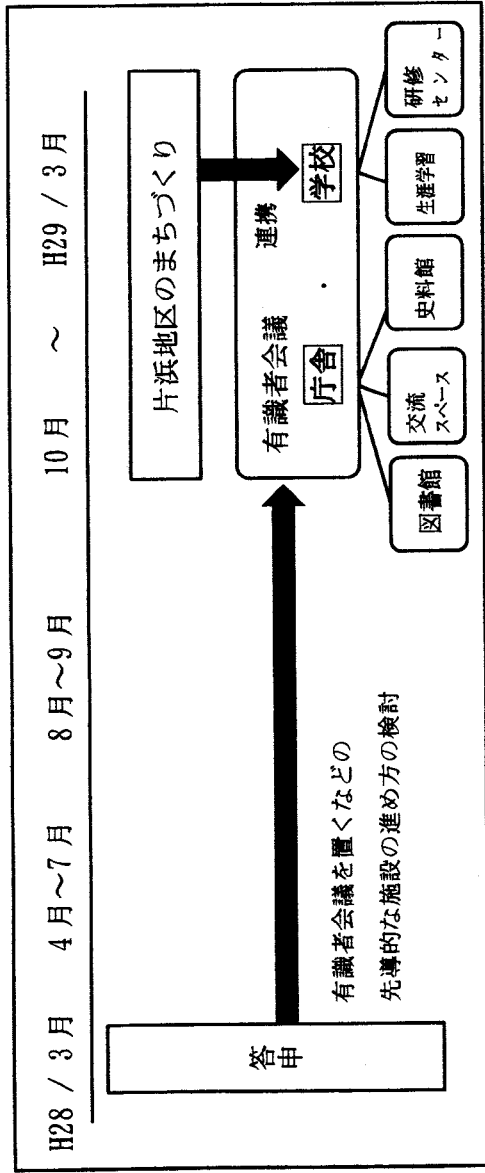 H28 / 3月　4月～7月　8月～9月　10月　～　H29 / 3月
答申
有識者会議を置くなどの
先導的な施設の進め方の検討
片浜地区のまちづくり
有識者会議　連携
庁舎　・　学校
図書館
交流
スペース
史料館
生涯学習
研修
センター